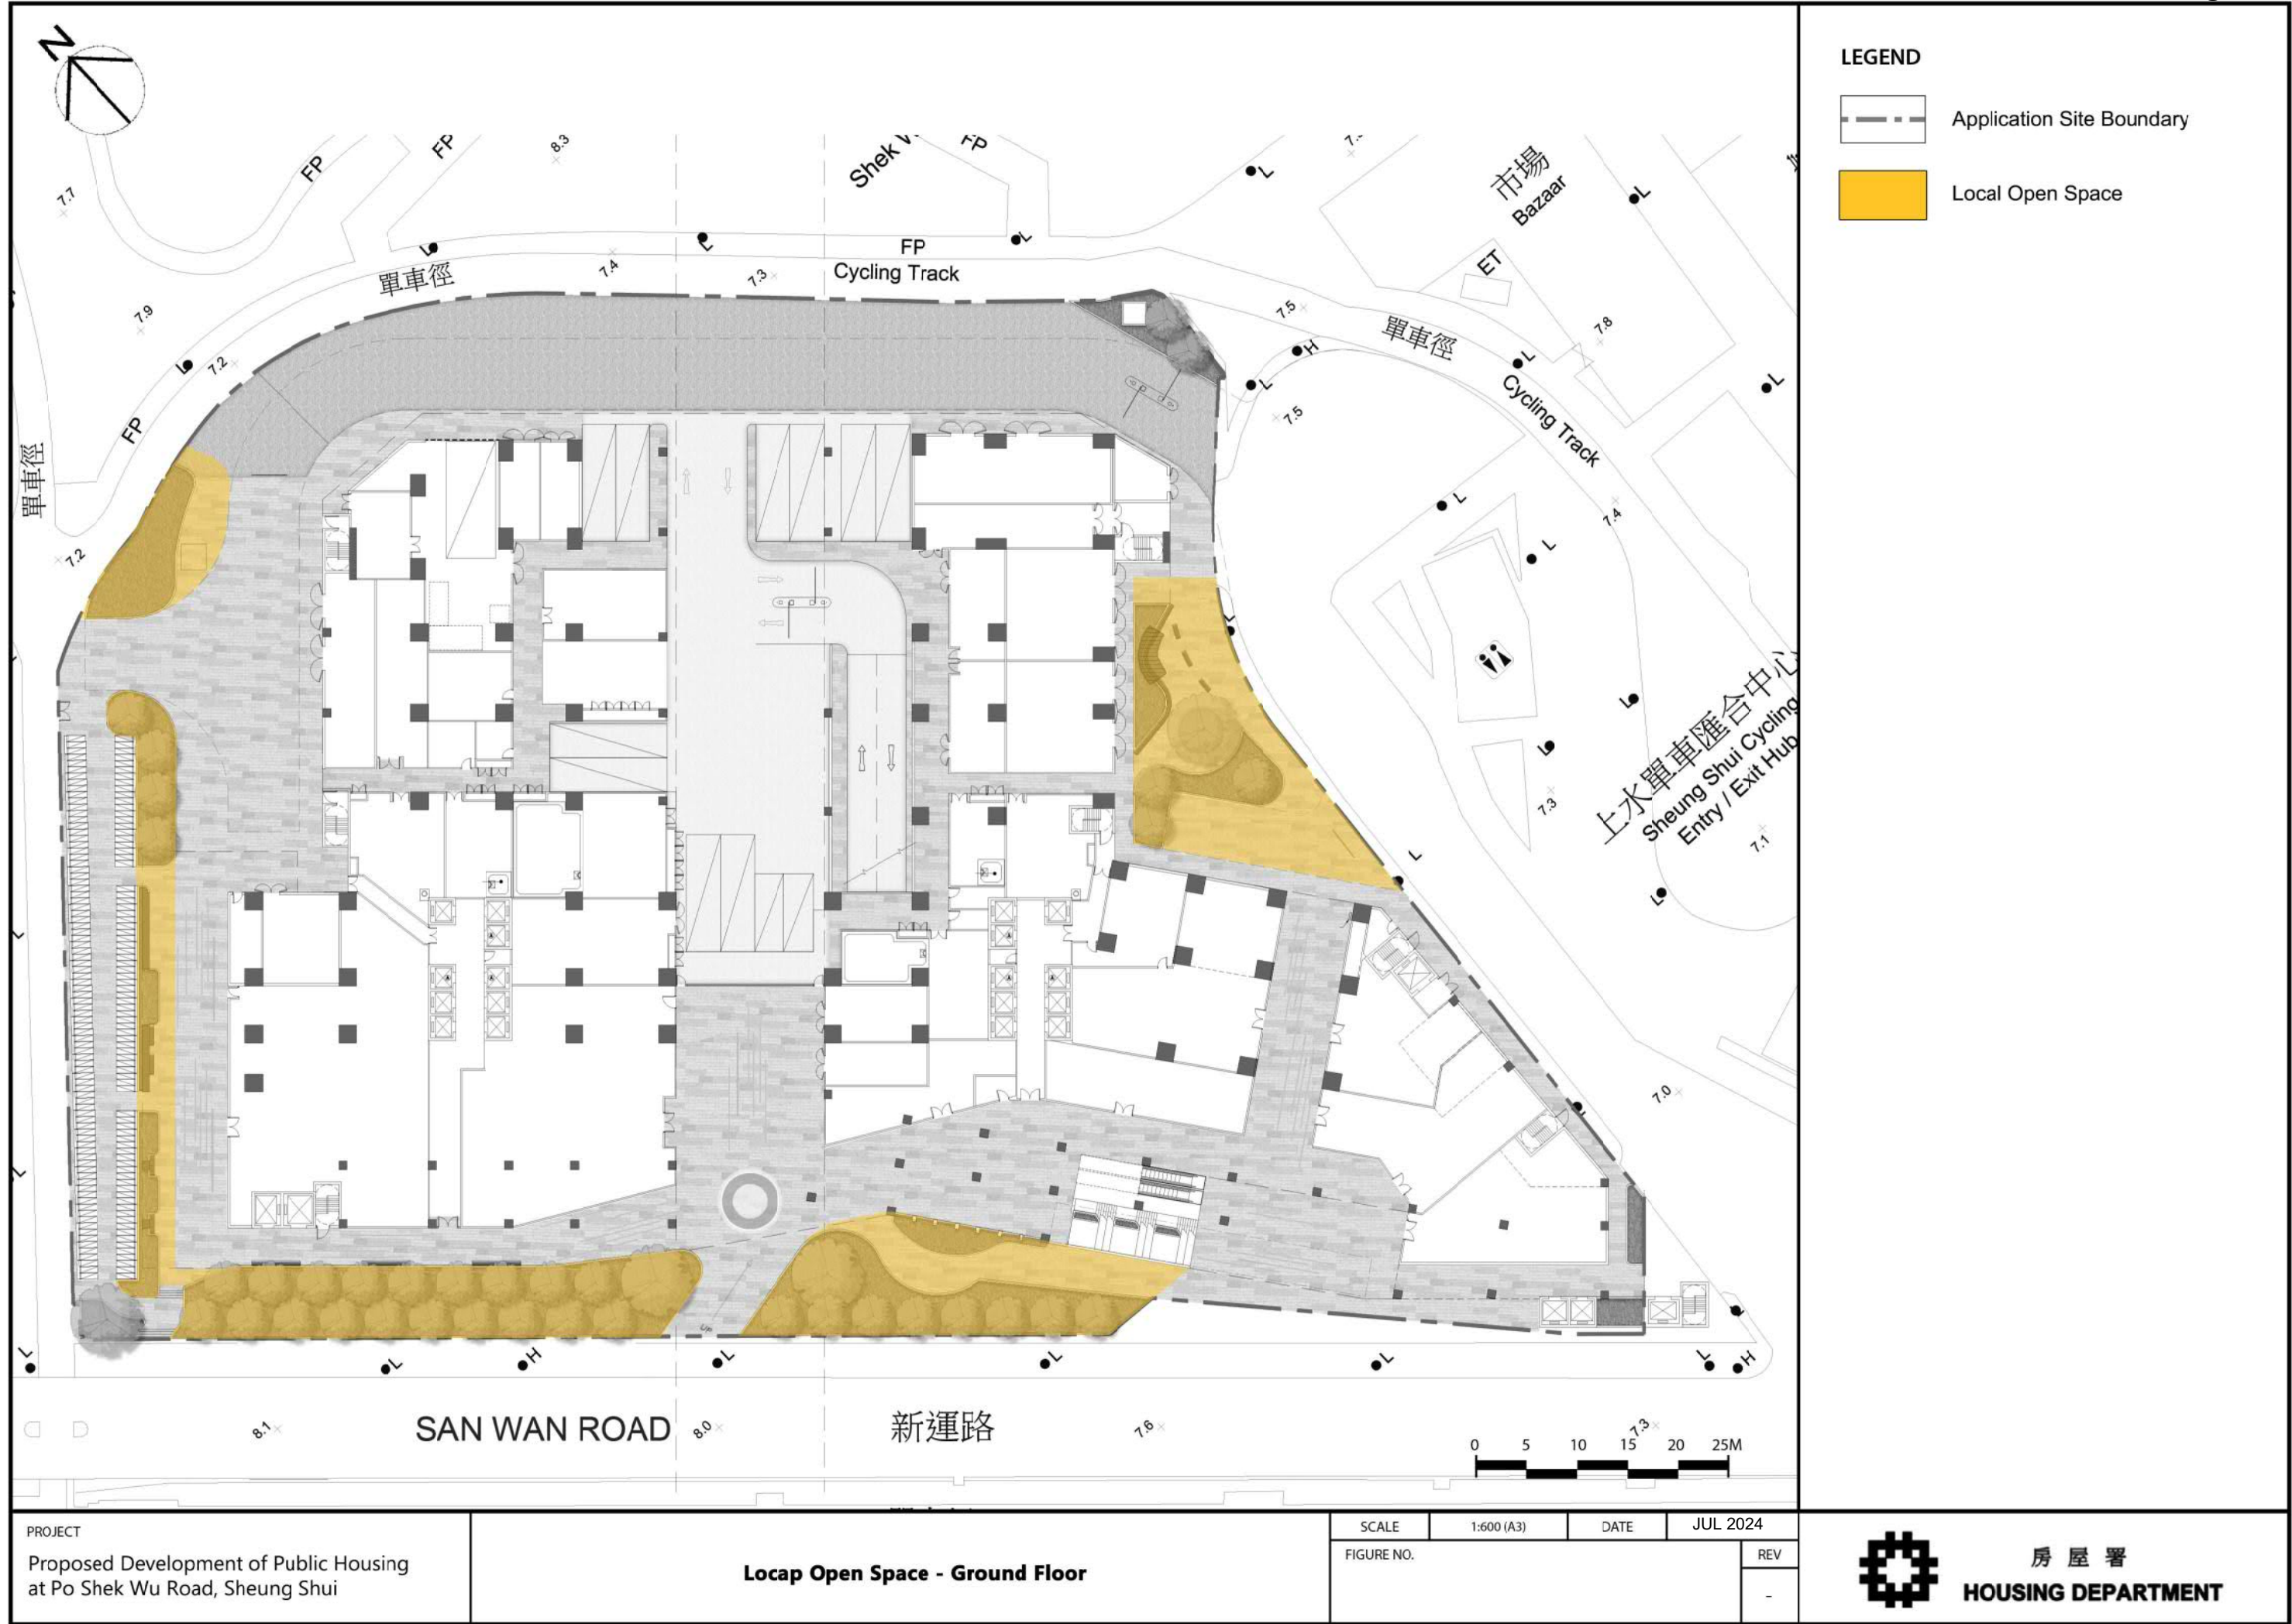 N
LEGEND
Application Site Boundary
Local Open Space
FP
FP
8.3
FP
7.7
市場
Bazaar
L
L
L
L
L
FP
L
Cycling Track
ET
單車徑
7.4
7.3
7.9
7.5
單車徑
7.8
L
7.2
H
L
L
L
Cycling Track
7.5
FP
單車徑
L
7.4
7.2
L
L
L
L
上水單車匯合中心
Sheung Shui Cycling
Entry / Exit Hub
7.3
7.1
L
L
7.0
L
L
H
L
L
L
L
H
8.1
SAN WAN ROAD
8.0
新運路
7.6
7.3
0 5 10 15 20 25M
PROJECT
Proposed Development of Public Housing
at Po Shek Wu Road, Sheung Shui
Locap Open Space - Ground Floor
SCALE
1:600 (A3)
DATE
JUL 2024
FIGURE NO.
REV
-
房屋署
HOUSING DEPARTMENT